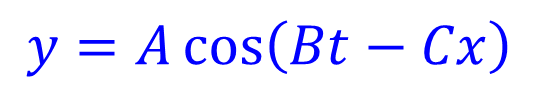 y = A cos(Bt − Cx)